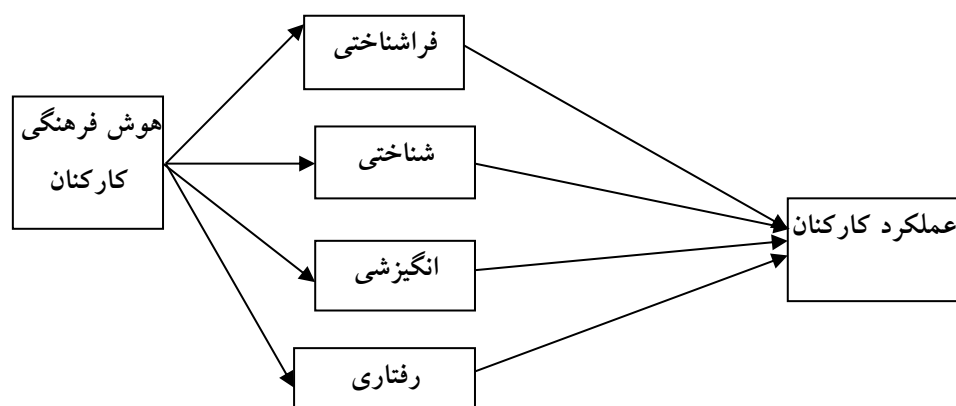 فراشناختی
هوش فرهنگی
کارکنان
شناختی
عملکرد کارکنان
انگیزشی
رفتاری